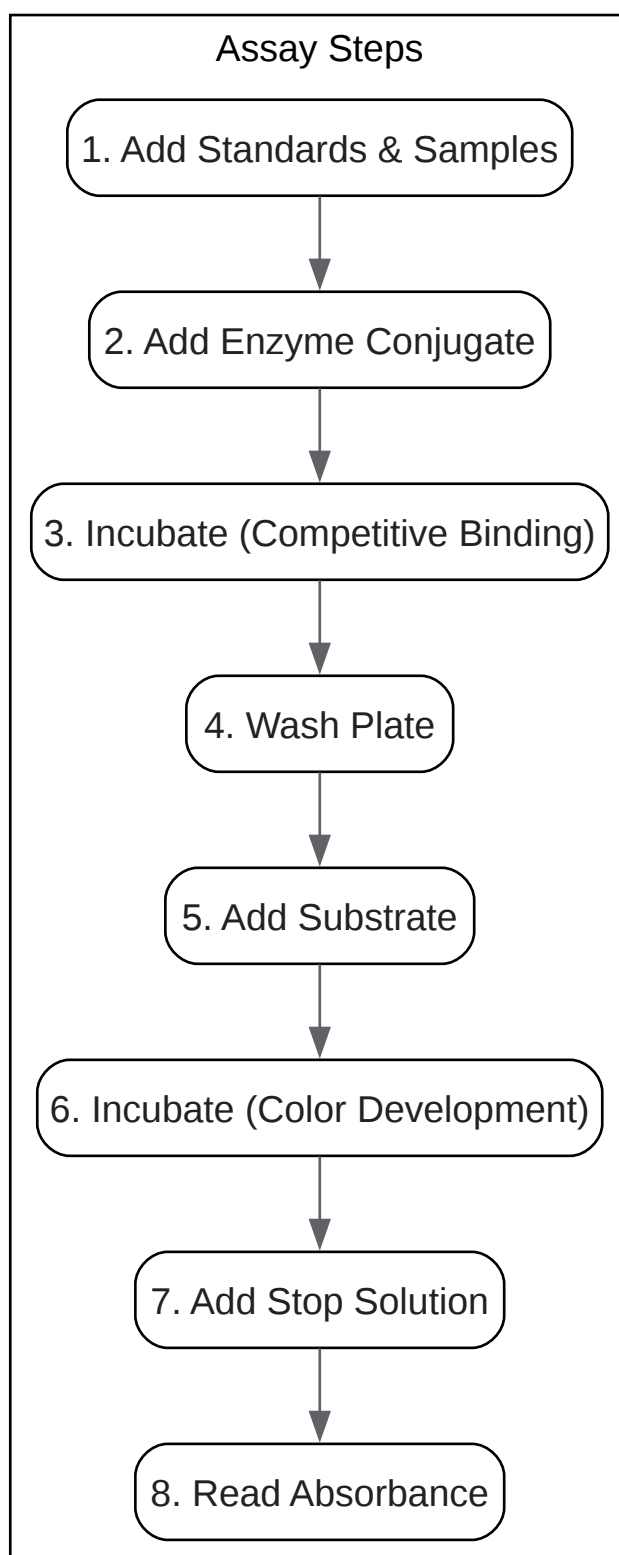 Assay Steps
1. Add Standards & Samples
2. Add Enzyme Conjugate
3. Incubate (Competitive Binding)
4. Wash Plate
5. Add Substrate
6. Incubate (Color Development)
7. Add Stop Solution
8. Read Absorbance